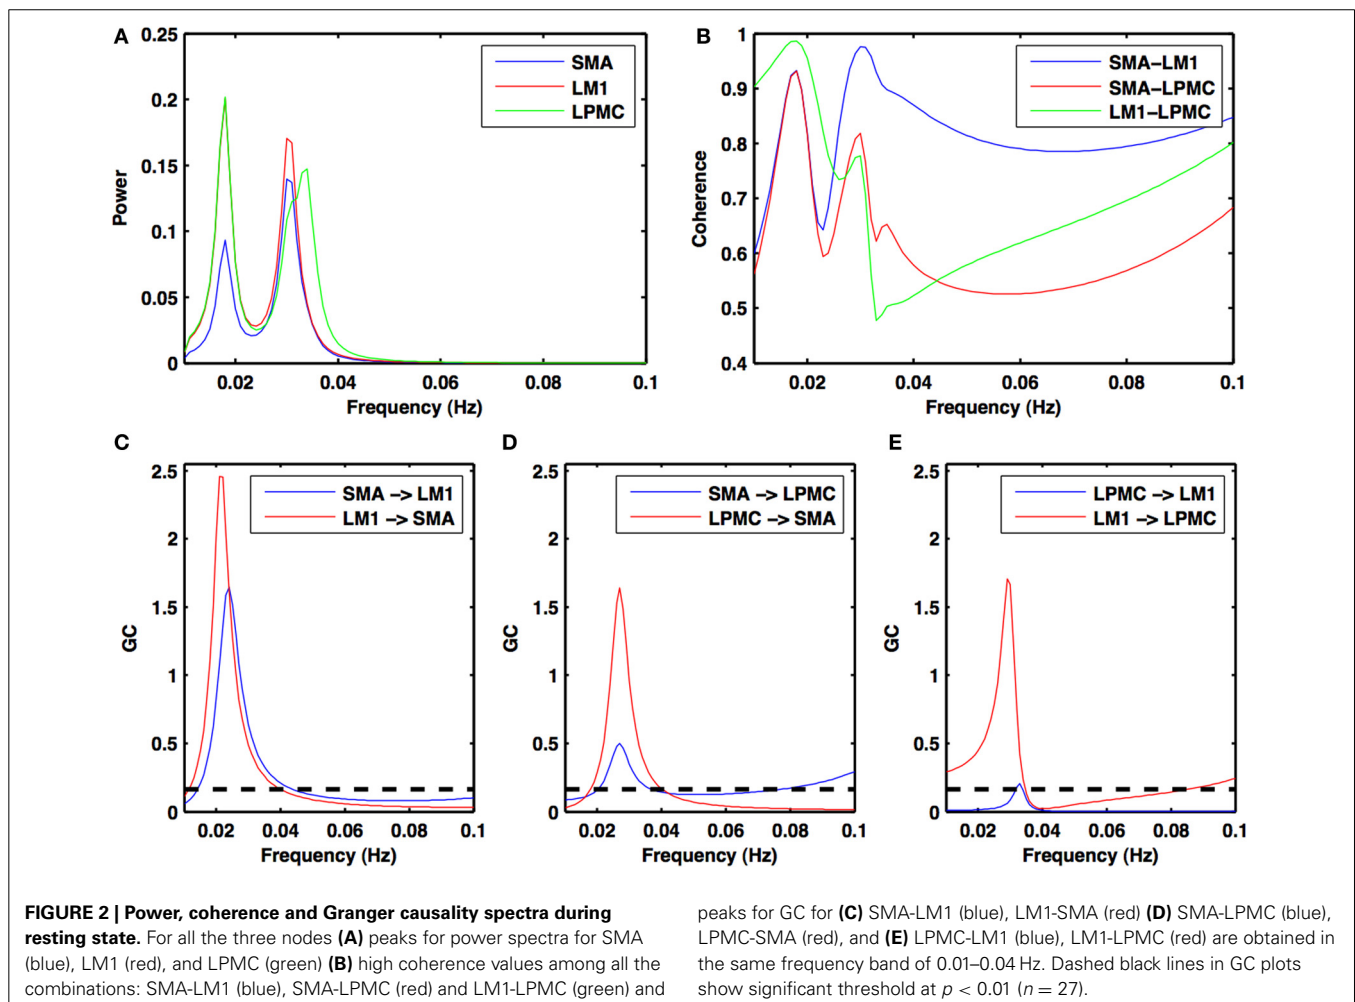 A
0.25
0.2
0.15
0.1
0.05
0
Power
SMA
LM1
LPMC
0.02 0.04 0.06 0.08 0.1
Frequency (Hz)
B
1
0.9
0.8
0.7
0.6
0.5
0.4
Coherence
SMA–LM1
SMA–LPMC
LM1–LPMC
0.02 0.04 0.06 0.08 0.1
Frequency (Hz)
C
2.5
2
1.5
1
0.5
0
GC
SMA –> LM1
LM1 –> SMA
0.02 0.04 0.06 0.08 0.1
Frequency (Hz)
D
2.5
2
1.5
1
0.5
0
GC
SMA –> LPMC
LPMC –> SMA
0.02 0.04 0.06 0.08 0.1
Frequency (Hz)
E
2.5
2
1.5
1
0.5
0
GC
LPMC –> LM1
LM1 –> LPMC
0.02 0.04 0.06 0.08 0.1
Frequency (Hz)
FIGURE 2 | Power, coherence and Granger causality spectra during
resting state. For all the three nodes (A) peaks for power spectra for SMA
(blue), LM1 (red), and LPMC (green) (B) high coherence values among all the
combinations: SMA-LM1 (blue), SMA-LPMC (red) and LM1-LPMC (green) and
peaks for GC for (C) SMA-LM1 (blue), LM1-SMA (red) (D) SMA-LPMC (blue),
LPMC-SMA (red), and (E) LPMC-LM1 (blue), LM1-LPMC (red) are obtained in
the same frequency band of 0.01–0.04 Hz. Dashed black lines in GC plots
show significant threshold at p < 0.01 (n = 27).